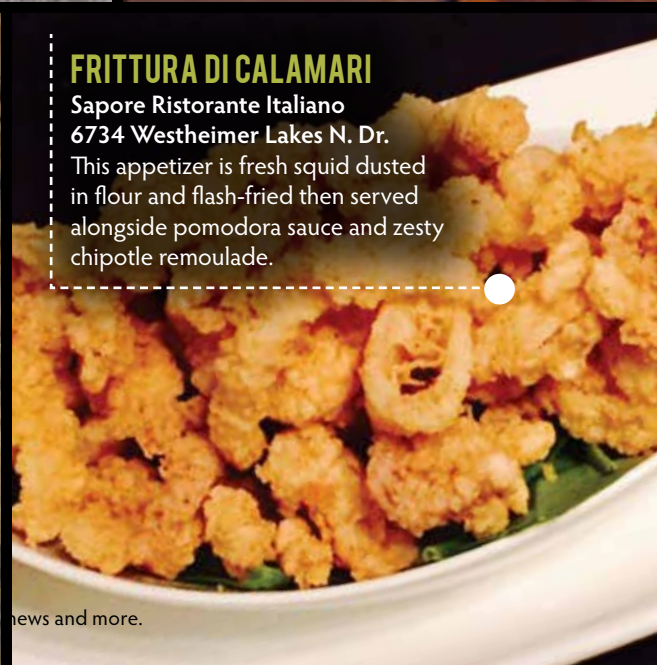 FRITTURA DI CALAMARI
Sapore Ristorante Italiano
6734 Westheimer Lakes N. Dr.
This appetizer is fresh squid dusted
in flour and flash-fried then served
alongside pomodora sauce and zesty
chipotle remoulade.
news and more.